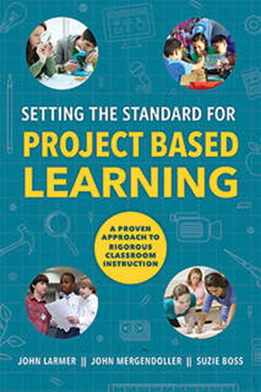 SETTING THE STANDARD FOR
PROJECT BASED
LEARNING
A PROVEN
APPROACH TO
RIGOROUS
CLASSROOM
INSTRUCTION
JOHN LARMER || JOHN MERGENDOLLER || SUZIE BOSS